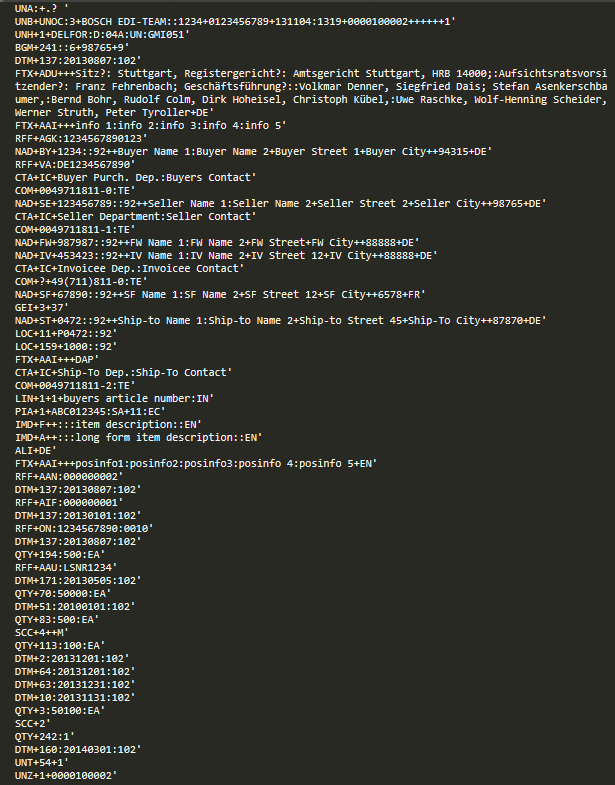 UNA:+.? '
UNB+UNOC:3+BOSCH EDI-TEAM::1234+0123456789+131104:1319+0000100002++++++1'
UNH+1+DELFOR:D:04A:UN:GMI051'
BGM+241::6+98765+9'
DTM+137:20130807:102'
FTX+ADU+++Sitz?: Stuttgart, Registergericht?: Amtsgericht Stuttgart, HRB 14000;:Aufsichtsratsvorsi
tzender?: Franz Fehrenbach; Geschäftsführung?::Volkmar Denner, Siegfried Dais; Stefan Asenkerschba
umer,:Bernd Bohr, Rudolf Colm, Dirk Hoheisel, Christoph Kübel,:Uwe Raschke, Wolf-Henning Scheider,
Werner Struth, Peter Tyroller+DE'
FTX+AAI+++info 1:info 2:info 3:info 4:info 5'
RFF+AGK:1234567890123'
NAD+BY+1234::92++Buyer Name 1:Buyer Name 2+Buyer Street 1+Buyer City++94315+DE'
RFF+VA:DE1234567890'
CTA+IC+Buyer Purch. Dep.:Buyers Contact'
COM+0049711811-0:TE'
NAD+SE+123456789::92++Seller Name 1:Seller Name 2+Seller Street 2+Seller City++98765+DE'
CTA+IC+Seller Department:Seller Contact'
COM+0049711811-1:TE'
NAD+FW+987987::92++FW Name 1:FW Name 2+FW Street+FW City++88888+DE'
NAD+IV+453423::92++IV Name 1:IV Name 2+IV Street 12+IV City++88888+DE'
CTA+IC+Invoicee Dep.:Invoicee Contact'
COM+?+49(711)811-0:TE'
NAD+SF+67890::92++SF Name 1:SF Name 2+SF Street 12+SF City++6578+FR'
GEI+3+37'
NAD+ST+0472::92++Ship-to Name 1:Ship-to Name 2+Ship-to Street 45+Ship-To City++87870+DE'
LOC+11+P0472::92'
LOC+159+1000::92'
FTX+AAI+++DAP'
CTA+IC+Ship-To Dep.:Ship-To Contact'
COM+0049711811-2:TE'
LIN+1+1+buyers article number:IN'
PIA+1+ABC012345:SA+11:EC'
IMD+F++:::item description::EN'
IMD+A++:::long form item description::EN'
ALI+DE'
FTX+AAI+++posinfo1:posinfo2:posinfo3:posinfo 4:posinfo 5+EN'
RFF+AAN:000000002'
DTM+137:20130807:102'
RFF+AIF:000000001'
DTM+137:20130101:102'
RFF+ON:1234567890:0010'
DTM+137:20130807:102'
QTY+194:500:EA'
RFF+AAU:LSNR1234'
DTM+171:20130505:102'
QTY+70:50000:EA'
DTM+51:20100101:102'
QTY+83:500:EA'
SCC+4++M'
QTY+113:100:EA'
DTM+2:20131201:102'
DTM+64:20131201:102'
DTM+63:20131231:102'
DTM+10:20131131:102'
QTY+3:50100:EA'
SCC+2'
QTY+242:1'
DTM+160:20140301:102'
UNT+54+1'
UNZ+1+0000100002'